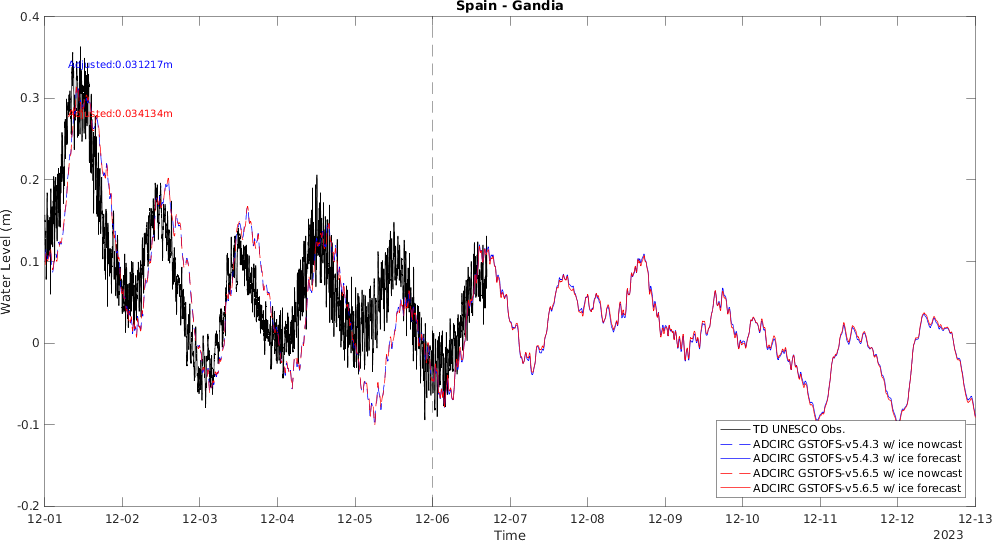 Spain - Gandia
0.4
0.3
0.2
0.1
0
-0.1
-0.2
Water Level (m)
Adjusted:0.031217m
Adjusted:0.034134m
TD UNESCO Obs.
ADCIRC GSTOFS-v5.4.3 w/ ice nowcast
ADCIRC GSTOFS-v5.4.3 w/ ice forecast
ADCIRC GSTOFS-v5.6.5 w/ ice nowcast
ADCIRC GSTOFS-v5.6.5 w/ ice forecast
12-01 12-02 12-03 12-04 12-05 12-06 12-07 12-08 12-09 12-10 12-11 12-12 12-13
Time
2023